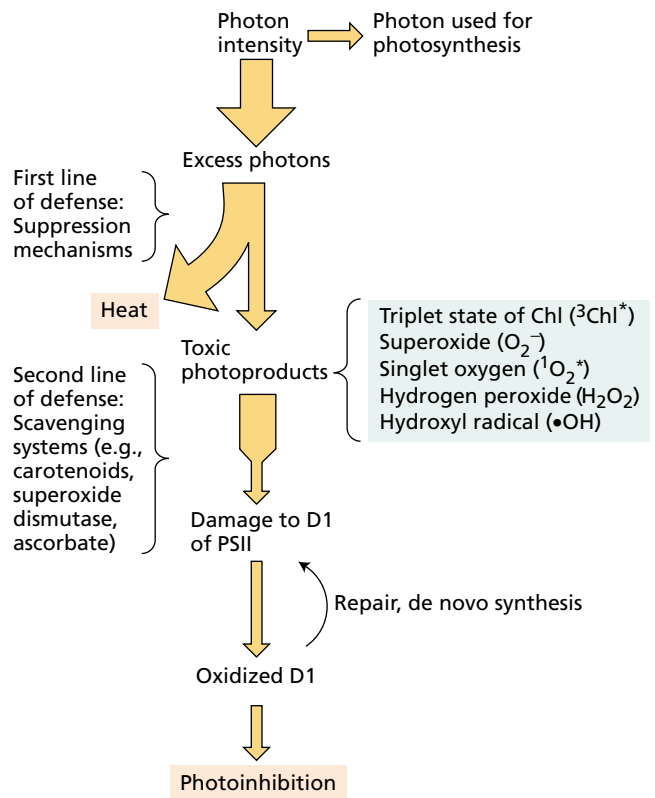 Photon
intensity
Photon used for
photosynthesis
Excess photons
First line
of defense:
Suppression
mechanisms
Heat
Toxic
photoproducts
Triplet state of Chl (³Chl*)
Superoxide (O₂⁻)
Singlet oxygen (¹O₂*)
Hydrogen peroxide (H₂O₂)
Hydroxyl radical (•OH)
Second line
of defense:
Scavenging
systems (e.g.,
carotenoids,
superoxide
dismutase,
ascorbate)
Damage to D1
of PSII
Repair, de novo synthesis
Oxidized D1
Photoinhibition